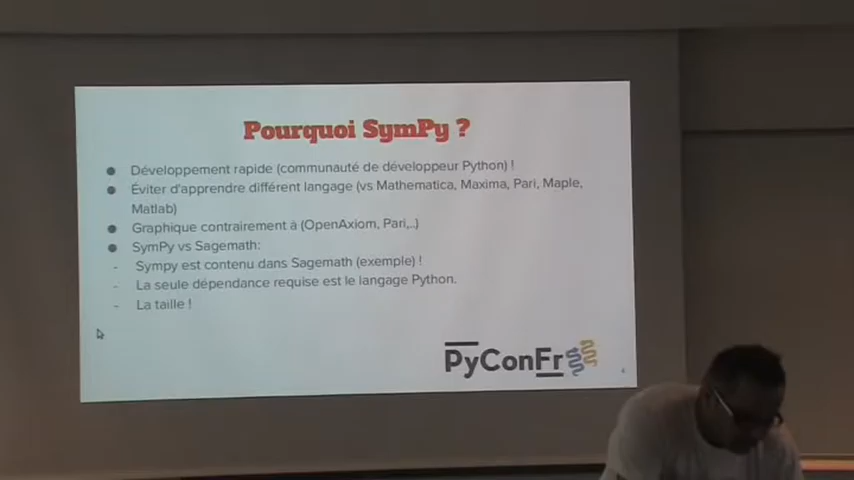 Pourquoi SymPy ?
● Développement rapide (communauté de développeur Python) !
● Éviter d'apprendre différent langage (vs Mathematica, Maxima, Pari, Maple,
Matlab)
● Graphique contrairement à (OpenAxiom, Pari,..)
● SymPy vs Sagemath:
- Sympy est contenu dans Sagemath (exemple) !
- La seule dépendance requise est le langage Python.
- La taille !
PyConFr